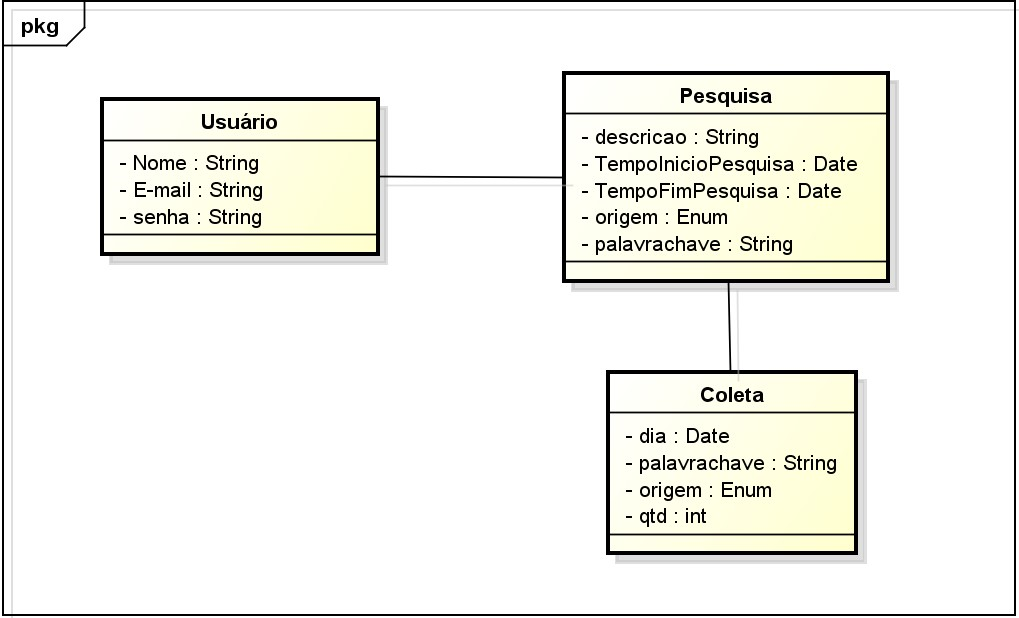 pkg
Usuário
- Nome : String
- E-mail : String
- senha : String
Pesquisa
- descricao : String
- TempoInicioPesquisa : Date
- TempoFimPesquisa : Date
- origem : Enum
- palavrachave : String
Coleta
- dia : Date
- palavrachave : String
- origem : Enum
- qtd : int